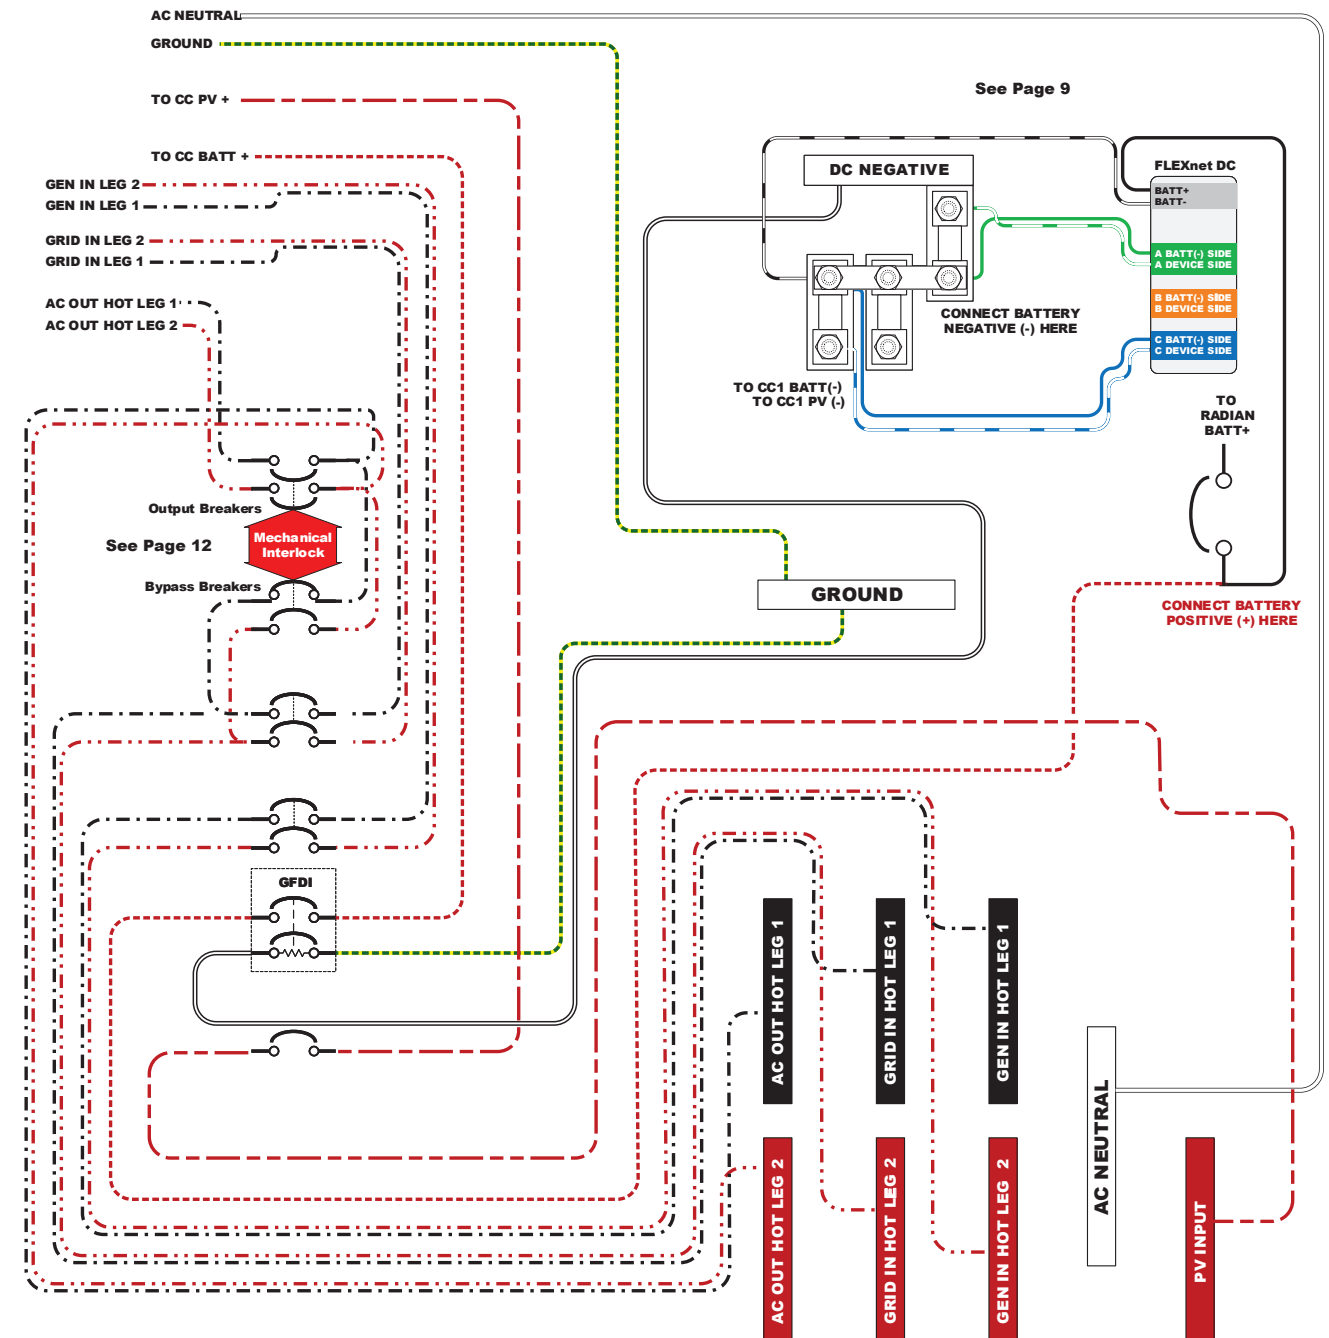 AC NEUTRAL
GROUND
TO CC PV +
TO CC BATT +
GEN IN LEG 2
GEN IN LEG 1
GRID IN LEG 2
GRID IN LEG 1
AC OUT HOT LEG 1
AC OUT HOT LEG 2
See Page 9
DC NEGATIVE
FLEXnet DC
BATT+
BATT-
A BATT(-) SIDE
A DEVICE SIDE
B BATT(-) SIDE
B DEVICE SIDE
C BATT(-) SIDE
C DEVICE SIDE
CONNECT BATTERY
NEGATIVE (-) HERE
TO CC1 BATT(-)
TO CC1 PV (-)
TO
RADIAN
BATT+
Output Breakers
Mechanical
Interlock
See Page 12
Bypass Breakers
GROUND
CONNECT BATTERY
POSITIVE (+) HERE
GFDI
AC OUT HOT LEG 1
GRID IN HOT LEG 1
GEN IN HOT LEG 1
AC NEUTRAL
AC OUT HOT LEG 2
GRID IN HOT LEG 2
GEN IN HOT LEG 2
PV INPUT